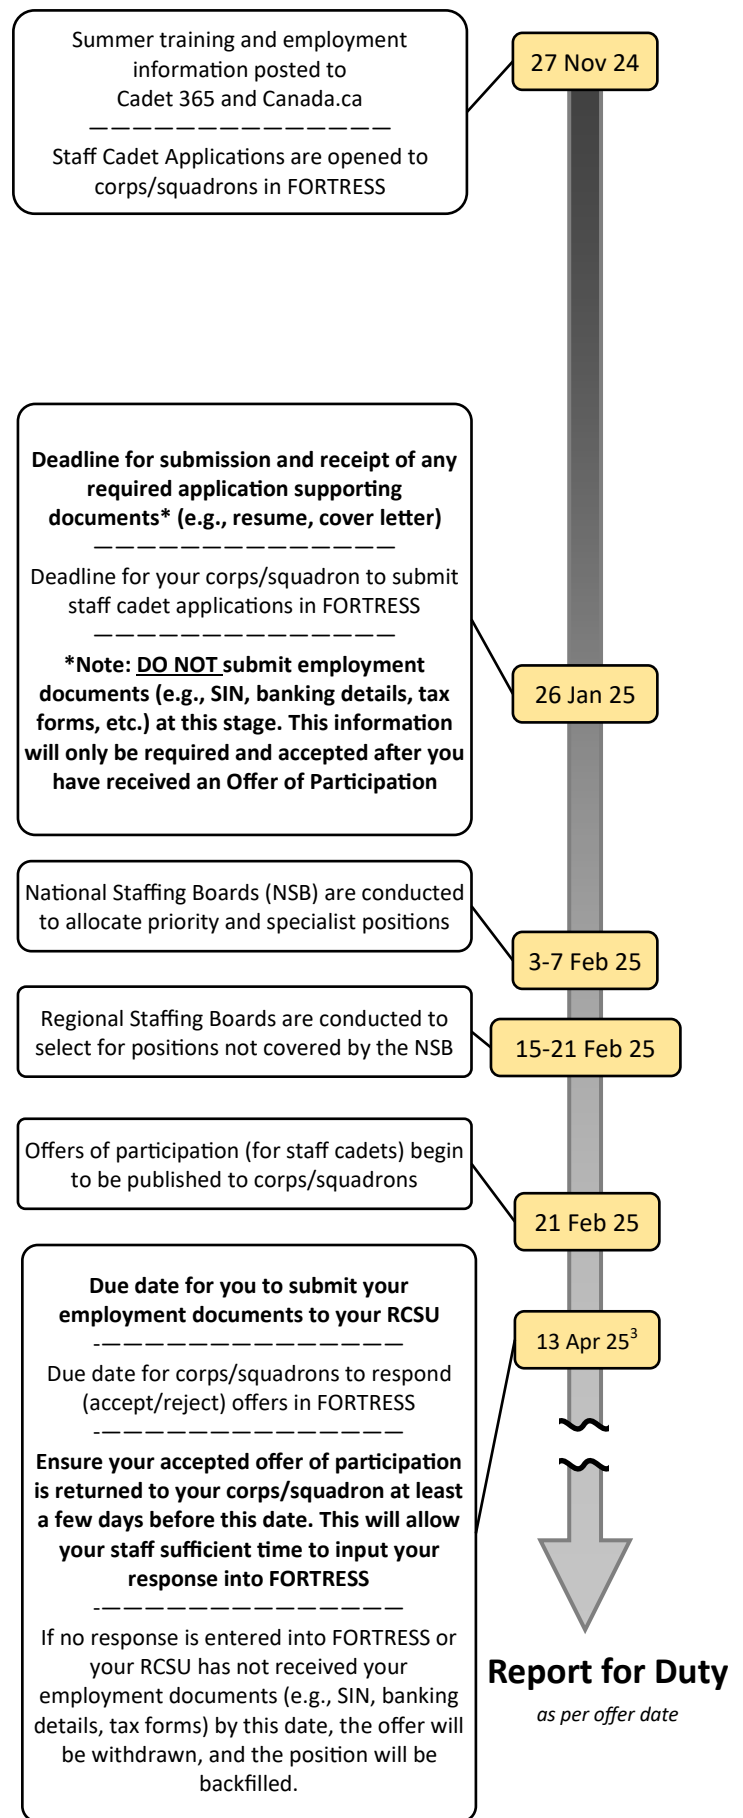 Summer training and employment
information posted to
Cadet 365 and Canada.ca
——————————————
Staff Cadet Applications are opened to
corps/squadrons in FORTRESS
27 Nov 24
Deadline for submission and receipt of any
required application supporting
documents* (e.g., resume, cover letter)
——————————————
Deadline for your corps/squadron to submit
staff cadet applications in FORTRESS
——————————————
*Note: DO NOT submit employment
documents (e.g., SIN, banking details, tax
forms, etc.) at this stage. This information
will only be required and accepted after you
have received an Offer of Participation
26 Jan 25
National Staffing Boards (NSB) are conducted
to allocate priority and specialist positions
3-7 Feb 25
Regional Staffing Boards are conducted to
select for positions not covered by the NSB
15-21 Feb 25
Offers of participation (for staff cadets) begin
to be published to corps/squadrons
21 Feb 25
Due date for you to submit your
employment documents to your RCSU
-——————————————
Due date for corps/squadrons to respond
(accept/reject) offers in FORTRESS
-——————————————
Ensure your accepted offer of participation
is returned to your corps/squadron at least
a few days before this date. This will allow
your staff sufficient time to input your
response into FORTRESS
-——————————————
If no response is entered into FORTRESS or
your RCSU has not received your
employment documents (e.g., SIN, banking
details, tax forms) by this date, the offer will
be withdrawn, and the position will be
backfilled.
13 Apr 25³
Report for Duty
as per offer date